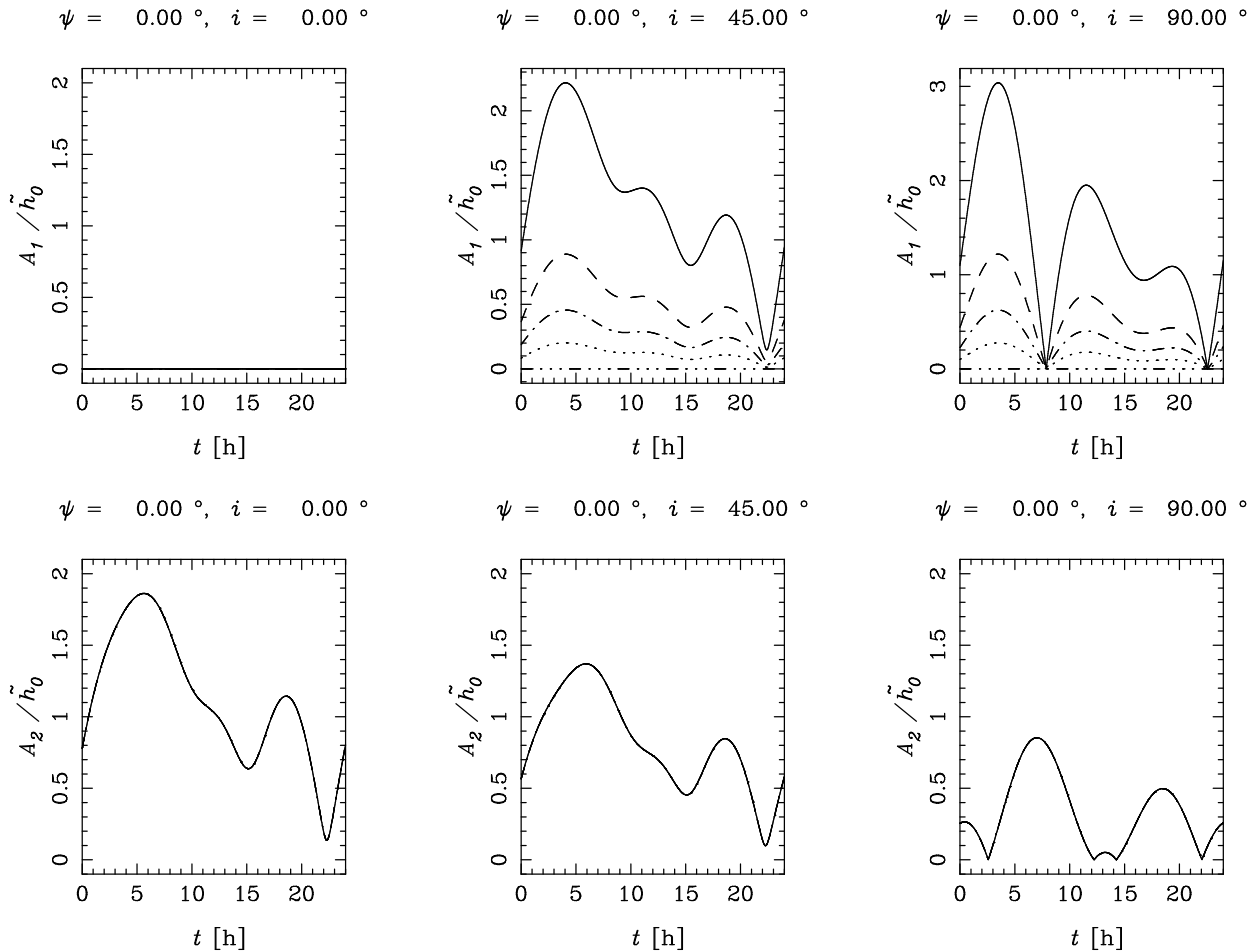 ψ = 0.00 °, i = 0.00 °
ψ = 0.00 °, i = 45.00 °
ψ = 0.00 °, i = 90.00 °
A₁/h̃₀
0 0.5 1 1.5 2
0 5 10 15 20
t [h]
A₁/h̃₀
0 0.5 1 1.5 2
0 5 10 15 20
t [h]
A₁/h̃₀
0 1 2 3
0 5 10 15 20
t [h]
ψ = 0.00 °, i = 0.00 °
ψ = 0.00 °, i = 45.00 °
ψ = 0.00 °, i = 90.00 °
A₂/h̃₀
0 0.5 1 1.5 2
0 5 10 15 20
t [h]
A₂/h̃₀
0 0.5 1 1.5 2
0 5 10 15 20
t [h]
A₂/h̃₀
0 0.5 1 1.5 2
0 5 10 15 20
t [h]